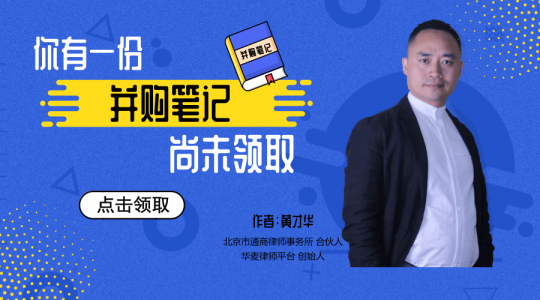 你有一份
并购笔记
并购笔记
尚未领取
点击领取
作者:黄才华
北京市通商律师事务所 合伙人
华麦律师平台 创始人